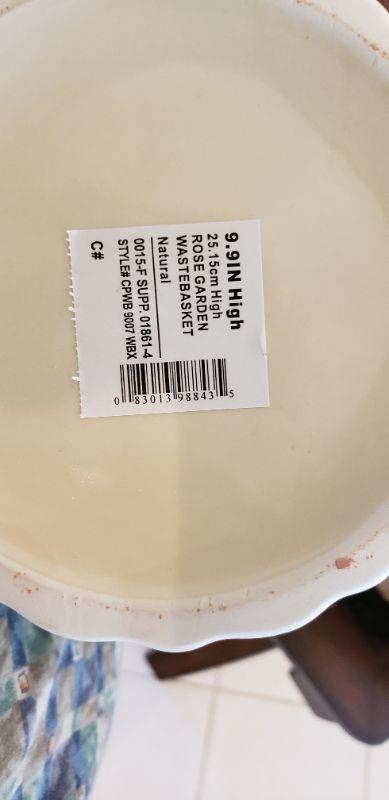 9.9IN High
25.15cm High
ROSE GARDEN
WASTEBASKET
Natural
0015-F SUPP. 01861-4
STYLE# CPWB 9007 WBX
C#
0 83013 98843 5